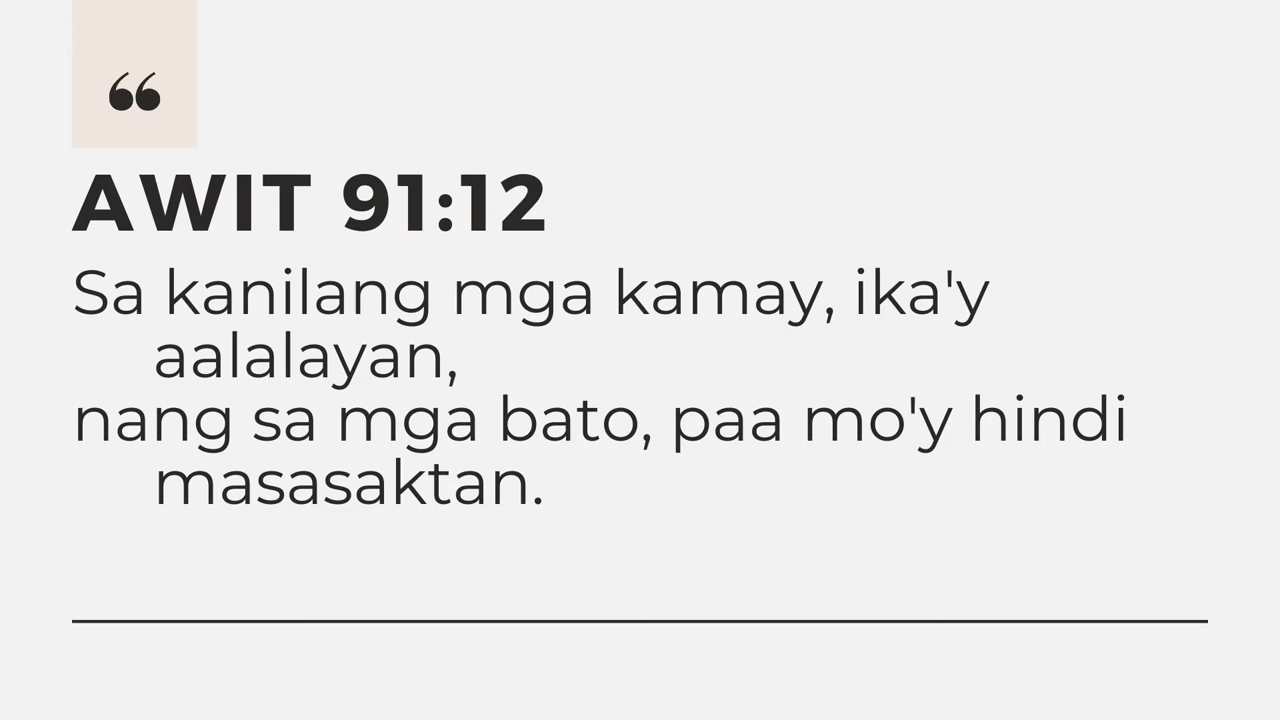 “
AWIT 91:12
Sa kanilang mga kamay, ika'y
aalalayan,
nang sa mga bato, paa mo'y hindi
masasaktan.